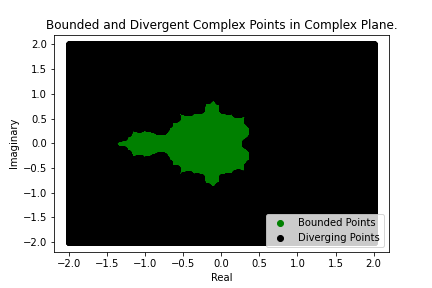 Bounded and Divergent Complex Points in Complex Plane.
2.0
1.5
1.0
0.5
0.0
−0.5
−1.0
−1.5
−2.0
Imaginary
Bounded Points
Diverging Points
−2.0 −1.5 −1.0 −0.5 0.0 0.5 1.0 1.5 2.0
Real